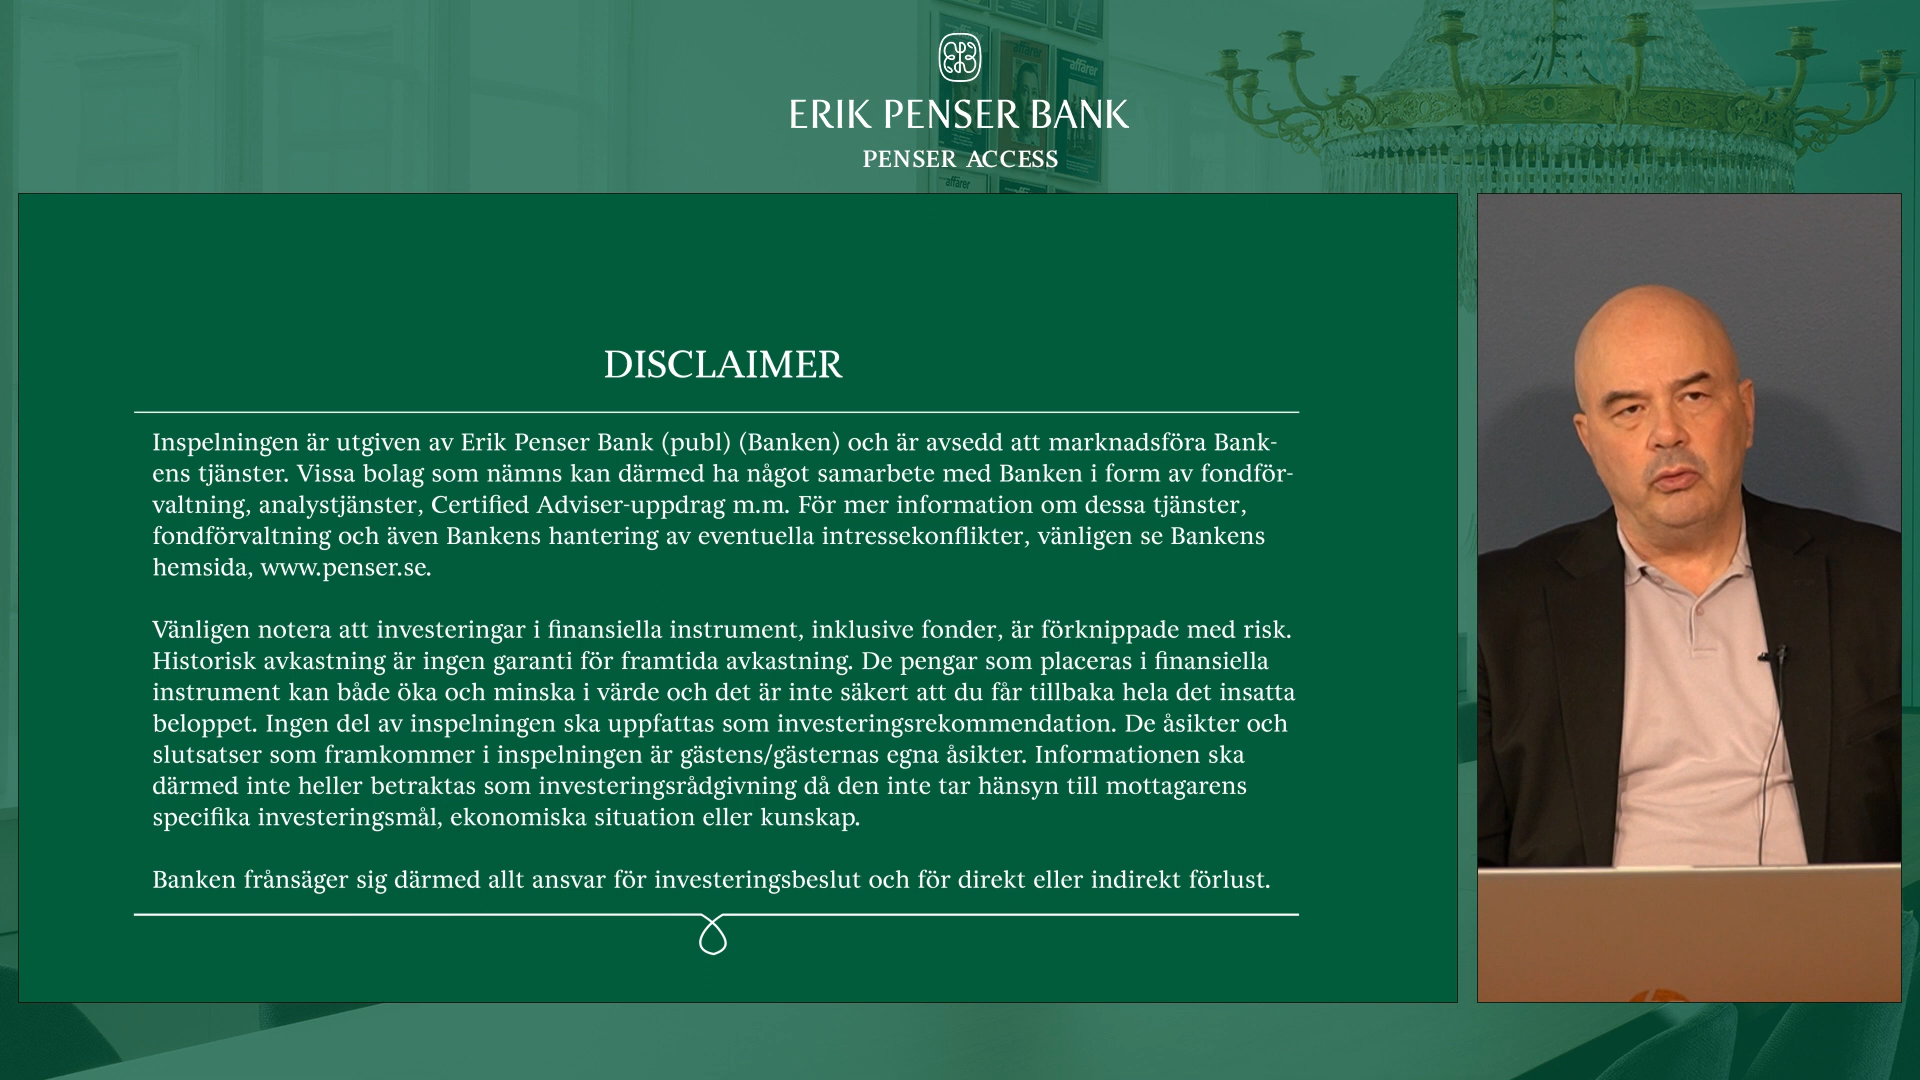 affärer
affärer
affärer
ERIK PENSER BANK
PENSER ACCESS
affärer
affärer
DISCLAIMER
Inspelningen är utgiven av Erik Penser Bank (publ) (Banken) och är avsedd att marknadsföra Bank-
ens tjänster. Vissa bolag som nämns kan därmed ha något samarbete med Banken i form av fondför-
valtning, analystjänster, Certified Adviser-uppdrag m.m. För mer information om dessa tjänster,
fondförvaltning och även Bankens hantering av eventuella intressekonflikter, vänligen se Bankens
hemsida, www.penser.se.
Vänligen notera att investeringar i finansiella instrument, inklusive fonder, är förknippade med risk.
Historisk avkastning är ingen garanti för framtida avkastning. De pengar som placeras i finansiella
instrument kan både öka och minska i värde och det är inte säkert att du får tillbaka hela det insatta
beloppet. Ingen del av inspelningen ska uppfattas som investeringsrekommendation. De åsikter och
slutsatser som framkommer i inspelningen är gästens/gästernas egna åsikter. Informationen ska
därmed inte heller betraktas som investeringsrådgivning då den inte tar hänsyn till mottagarens
specifika investeringsmål, ekonomiska situation eller kunskap.
Banken frånsäger sig därmed allt ansvar för investeringsbeslut och för direkt eller indirekt förlust.